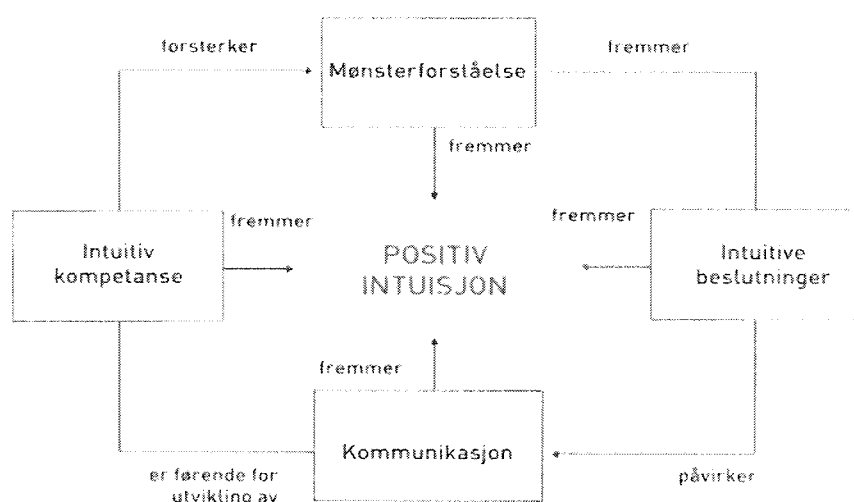 forsterker
Mønsterforståelse
fremmer
fremmer
fremmer
Intuitiv
kompetanse
POSITIV
INTUISJON
fremmer
Intuitive
beslutninger
fremmer
Kommunikasjon
er førende for
utvikling av
påvirker